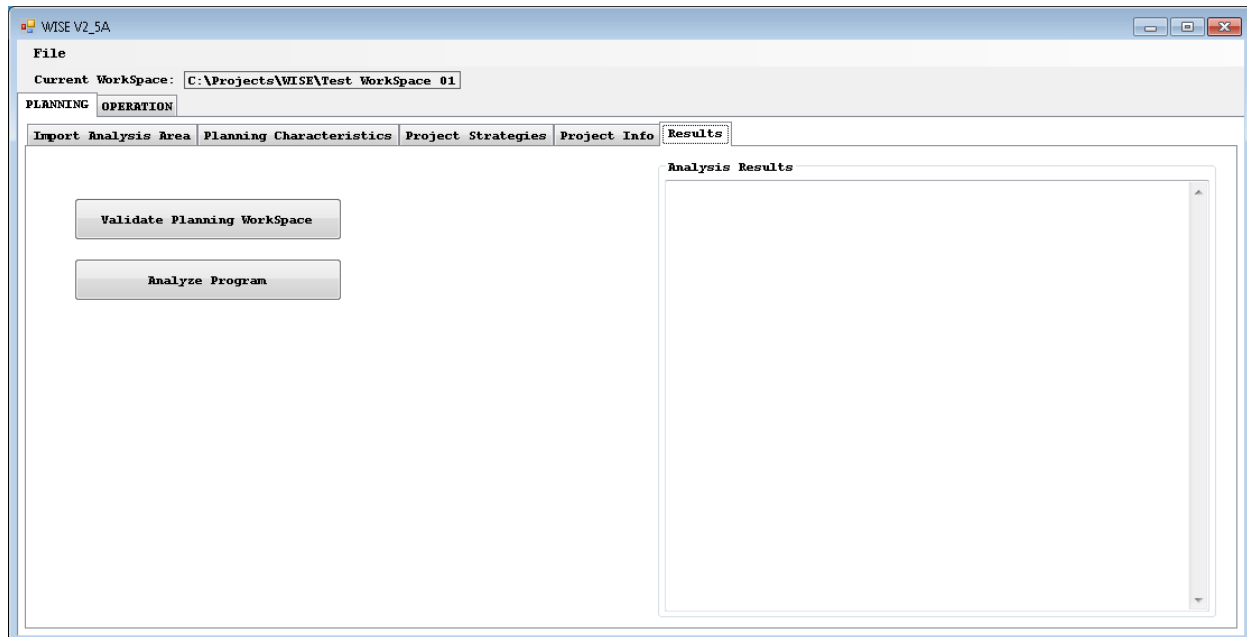 WISE V2_5A
File
Current WorkSpace: C:\Projects\WISE\Test WorkSpace 01
PLANNING OPERATION
Import Analysis Area Planning Characteristics Project Strategies Project Info Results
Analysis Results
Validate Planning WorkSpace
Analyze Program